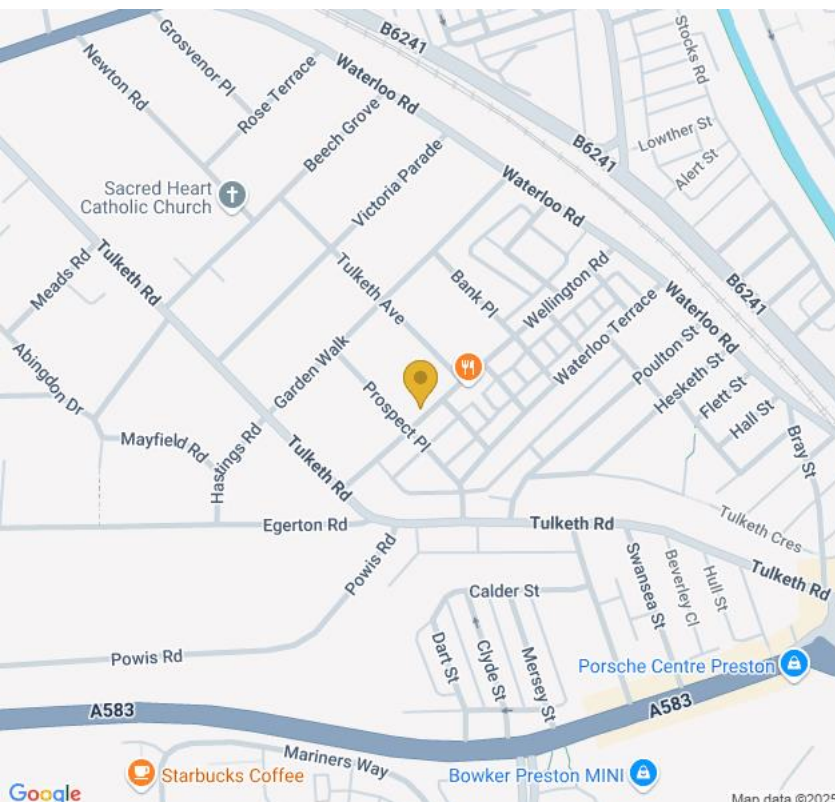 B6241
Stocks Rd
Grosvenor Pl
Newton Rd
Rose Terrace
Waterloo Rd
Beech Grove
Lowther St
Alert St
B6241
Sacred Heart
Catholic Church
Victoria Parade
Waterloo Rd
Meads Rd
Tulketh Rd
Tulketh Ave
Bank Pl
Wellington Rd
B6241
Waterloo Rd
Waterloo Terrace
Poulton St
Hesketh St
Flett St
Hall St
Abingdon Dr
Garden Walk
Prospect Pl
Mayfield Rd
Hastings Rd
Tulketh Rd
Bray St
Egerton Rd
Tulketh Rd
Tulketh Cres
Tulketh Rd
Powis Rd
Swansea St
Beverley Cl
Hull St
Calder St
Dart St
Clyde St
Mersey St
Powis Rd
Porsche Centre Preston
A583
A583
Mariners Way
Starbucks Coffee
Bowker Preston MINI
Google
Map data ©2025